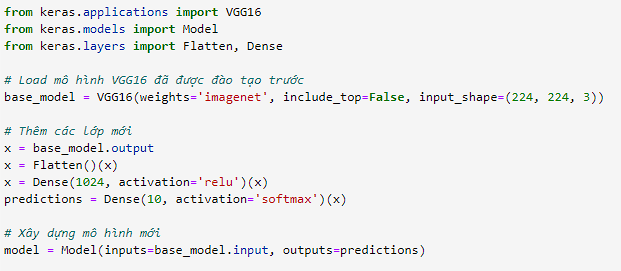 from keras.applications import VGG16
from keras.models import Model
from keras.layers import Flatten, Dense
# Load mô hình VGG16 đã được đào tạo trước
base_model = VGG16(weights='imagenet', include_top=False, input_shape=(224, 224, 3))
# Thêm các lớp mới
x = base_model.output
x = Flatten()(x)
x = Dense(1024, activation='relu')(x)
predictions = Dense(10, activation='softmax')(x)
# Xây dựng mô hình mới
model = Model(inputs=base_model.input, outputs=predictions)